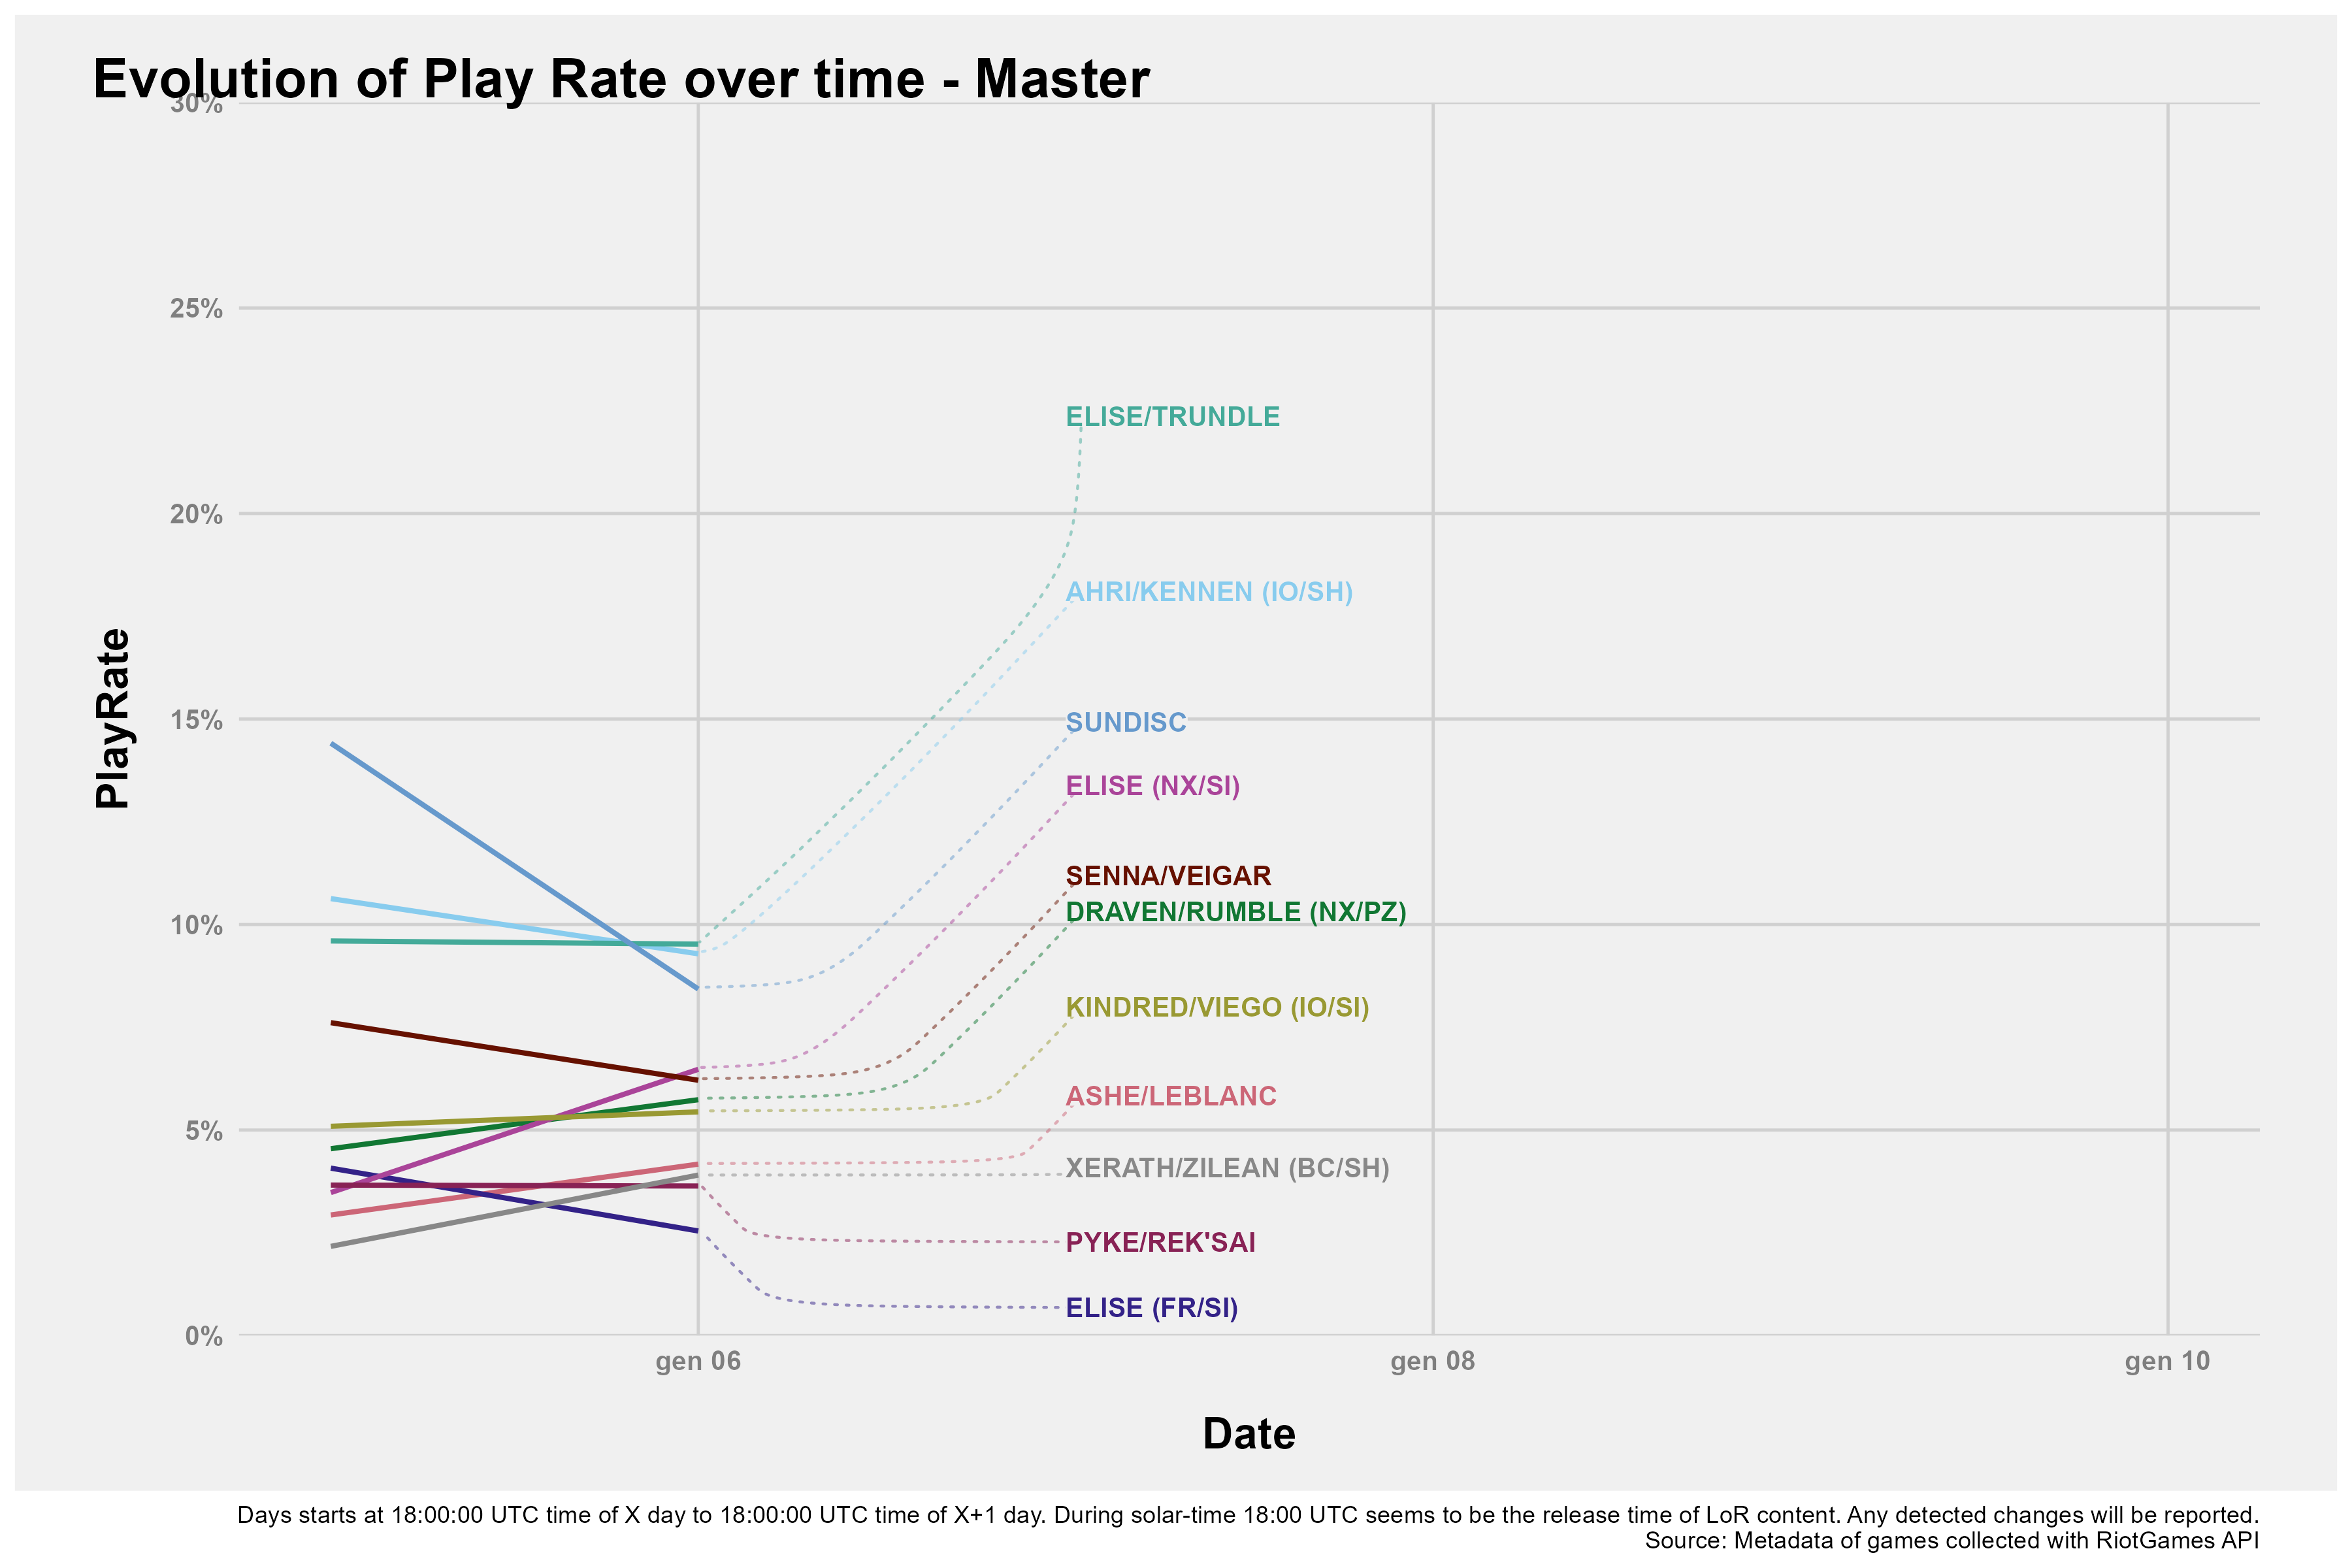 Evolution of Play Rate over time - Master
30%
25%
20%
15%
10%
5%
0%
PlayRate
ELISE/TRUNDLE
AHRI/KENNEN (IO/SH)
SUNDISC
ELISE (NX/SI)
SENNA/VEIGAR
DRAVEN/RUMBLE (NX/PZ)
KINDRED/VIEGO (IO/SI)
ASHE/LEBLANC
XERATH/ZILEAN (BC/SH)
PYKE/REK'SAI
ELISE (FR/SI)
gen 06
gen 08
gen 10
Date
Days starts at 18:00:00 UTC time of X day to 18:00:00 UTC time of X+1 day. During solar-time 18:00 UTC seems to be the release time of LoR content. Any detected changes will be reported.
Source: Metadata of games collected with RiotGames API